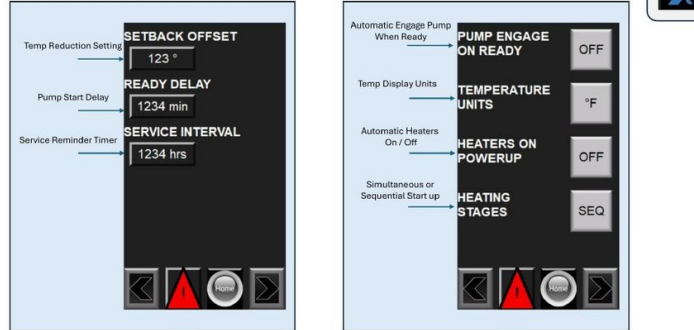 Temp Reduction Setting
SETBACK OFFSET
123 °
Pump Start Delay
READY DELAY
1234 min
Service Reminder Timer
SERVICE INTERVAL
1234 hrs
Home
Automatic Engage Pump
When Ready
PUMP ENGAGE
ON READY
OFF
Temp Display Units
TEMPERATURE
UNITS
°F
Automatic Heaters
On / Off
HEATERS ON
POWERUP
OFF
Simultaneous or
Sequential Start up
HEATING
STAGES
SEQ
Home